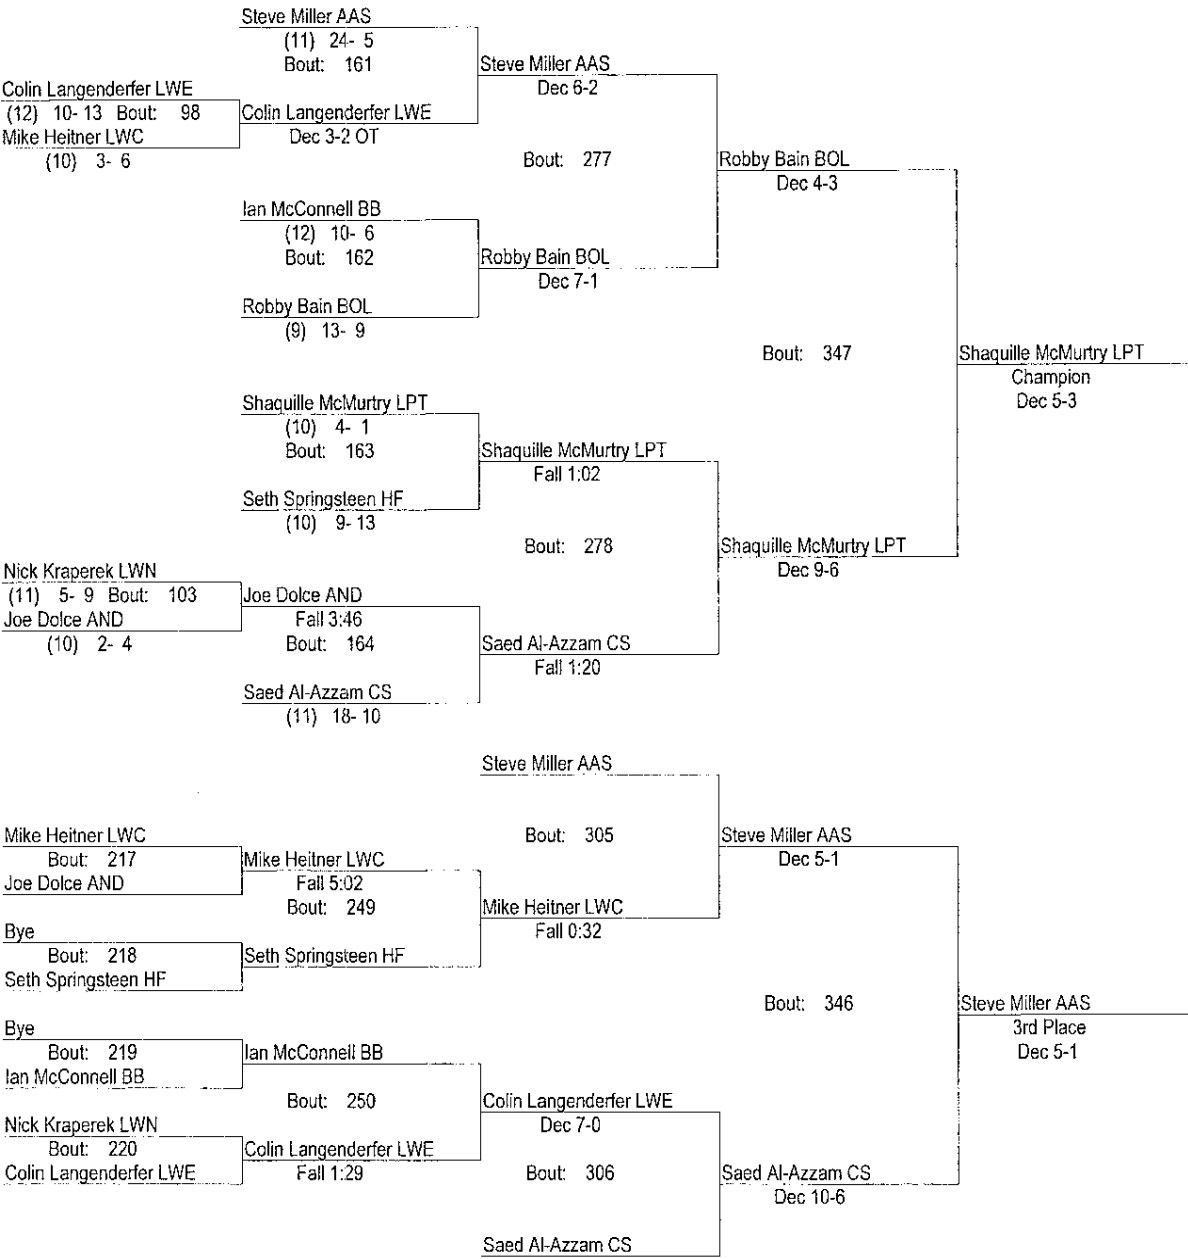 Steve Miller AAS
(11) 24- 5
Bout: 161
Steve Miller AAS
Dec 6-2
Colin Langenderfer LWE
(12) 10- 13 Bout: 98
Mike Heitner LWC
(10) 3- 6
Colin Langenderfer LWE
Dec 3-2 OT
Bout: 277
Robby Bain BOL
Dec 4-3
Ian McConnell BB
(12) 10- 6
Bout: 162
Robby Bain BOL
Dec 7-1
Robby Bain BOL
(9) 13- 9
Bout: 347
Shaquille McMurtry LPT
Champion
Dec 5-3
Shaquille McMurtry LPT
(10) 4- 1
Bout: 163
Shaquille McMurtry LPT
Fall 1:02
Seth Springsteen HF
(10) 9- 13
Bout: 278
Shaquille McMurtry LPT
Dec 9-6
Nick Kraperek LWN
(11) 5- 9 Bout: 103
Joe Dolce AND
(10) 2- 4
Joe Dolce AND
Fall 3:46
Bout: 164
Saed Al-Azzam CS
Fall 1:20
Saed Al-Azzam CS
(11) 18- 10
Steve Miller AAS
Bout: 305
Steve Miller AAS
Dec 5-1
Mike Heitner LWC
Bout: 217
Joe Dolce AND
Mike Heitner LWC
Fall 5:02
Bout: 249
Mike Heitner LWC
Fall 0:32
Bye
Bout: 218
Seth Springsteen HF
Seth Springsteen HF
Bout: 346
Steve Miller AAS
3rd Place
Dec 5-1
Bye
Bout: 219
Ian McConnell BB
Ian McConnell BB
Bout: 250
Colin Langenderfer LWE
Dec 7-0
Nick Kraperek LWN
Bout: 220
Colin Langenderfer LWE
Colin Langenderfer LWE
Fall 1:29
Bout: 306
Saed Al-Azzam CS
Dec 10-6
Saed Al-Azzam CS